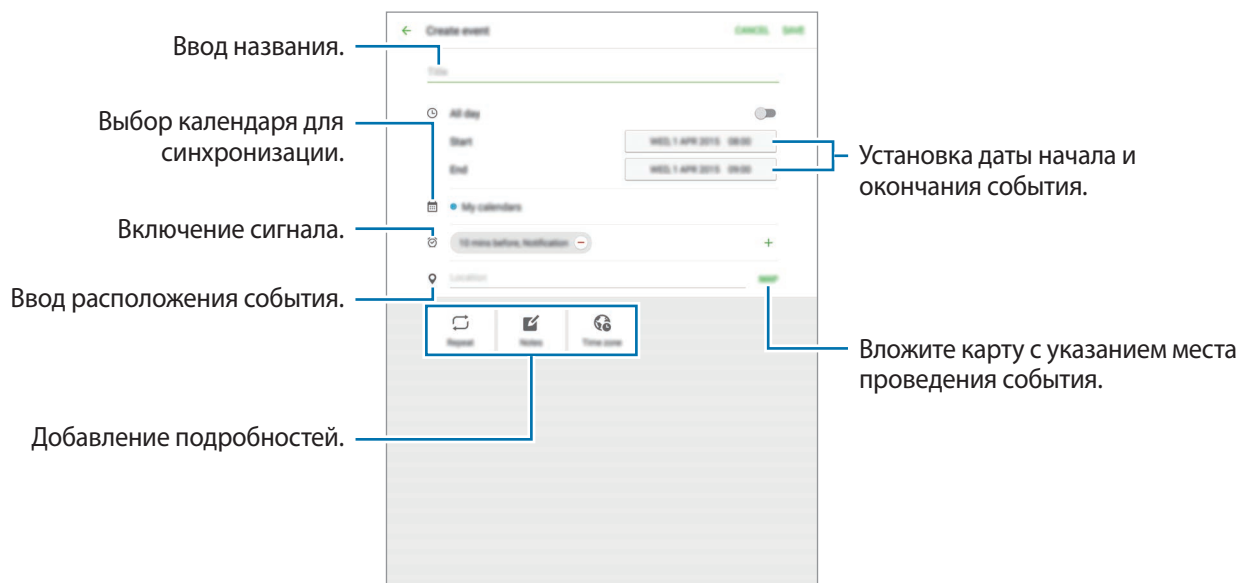 Create event
CANCEL SAVE
Ввод названия.
Title
All day
Выбор календаря для
синхронизации.
Start
WED, 1 APR 2015 08:00
End
WED, 1 APR 2015 09:00
Установка даты начала и
окончания события.
My calendars
Включение сигнала.
10 mins before, Notification
Ввод расположения события.
Location
MAP
Repeat
Notes
Time zone
Вложите карту с указанием места
проведения события.
Добавление подробностей.